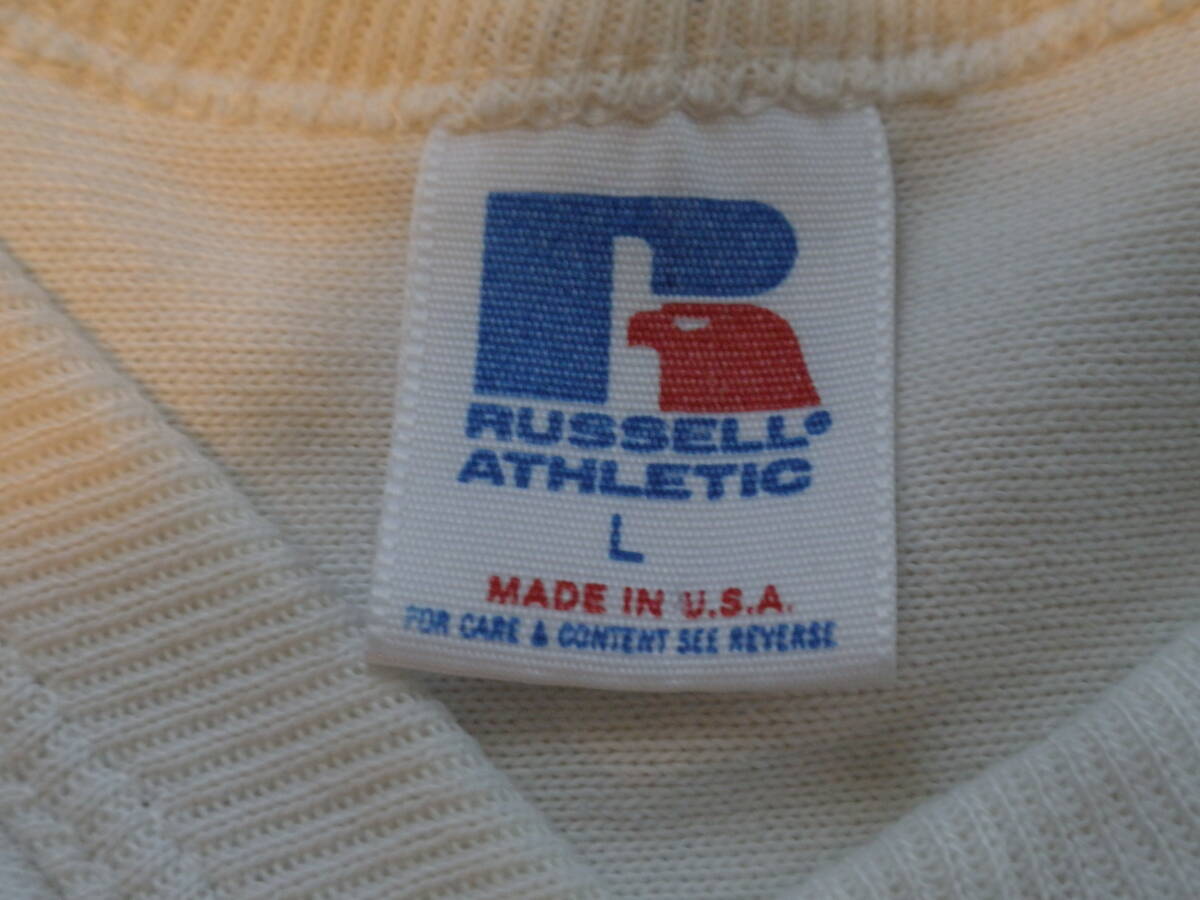 RUSSELL
ATHLETIC
L
MADE IN U.S.A.
FOR CARE & CONTENT SEE REVERSE